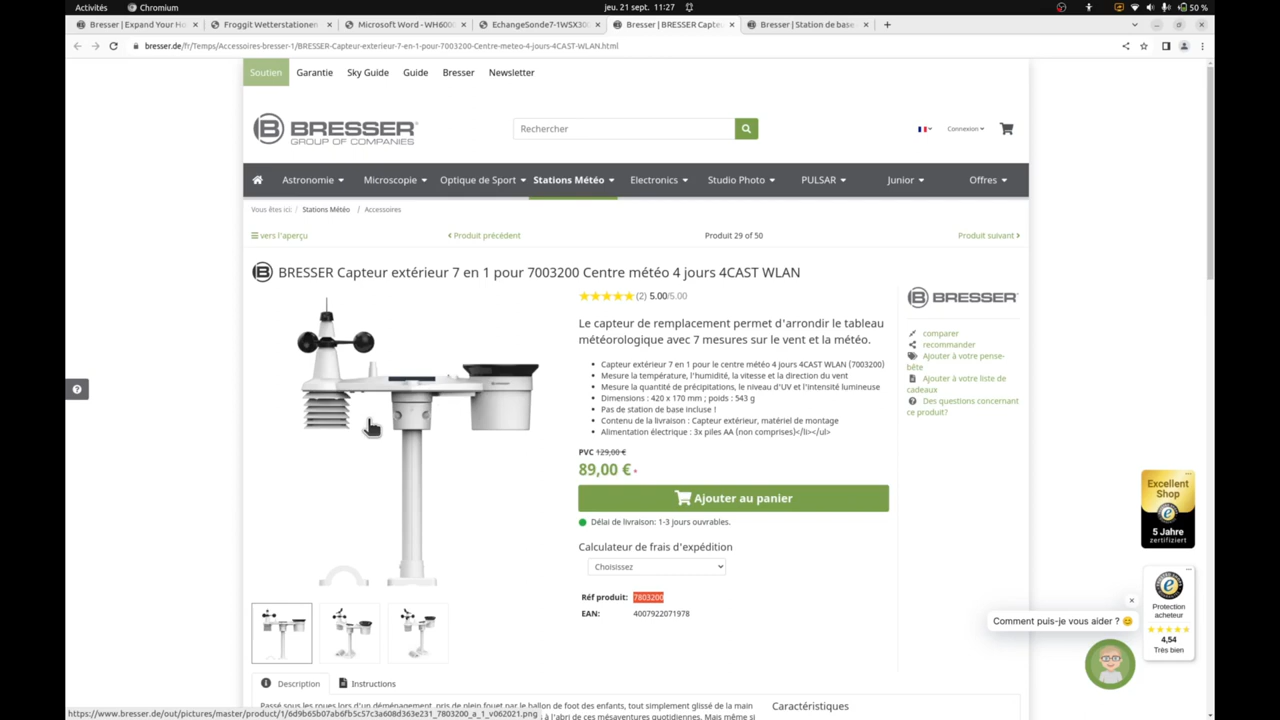 Activités
Chromium
jeu. 21 sept. 11:27
50 %
Bresser | Expand Your Ho
Froggit Wetterstationen
Microsoft Word - WH600
EchangeSonde7-1WSX30
Bresser | BRESSER Capte
Bresser | Station de base
bresser.de/fr/Temps/Accessoires-bresser-1/BRESSER-Capteur-exterieur-7-en-1-pour-7003200-Centre-meteo-4-jours-4CAST-WLAN.html
Soutien
Garantie
Sky Guide
Guide
Bresser
Newsletter
BRESSER
GROUP OF COMPANIES
Rechercher
Connexion
Astronomie
Microscopie
Optique de Sport
Stations Météo
Electronics
Studio Photo
PULSAR
Junior
Offres
Vous êtes ici: / Stations Météo / Accessoires
vers l'aperçu
Produit précédent
Produit 29 of 50
Produit suivant
BRESSER Capteur extérieur 7 en 1 pour 7003200 Centre météo 4 jours 4CAST WLAN
(2) 5.00/5.00
Le capteur de remplacement permet d'arrondir le tableau
météorologique avec 7 mesures sur le vent et la météo.
Capteur extérieur 7 en 1 pour le centre météo 4 jours 4CAST WLAN (7003200)
Mesure la température, l'humidité, la vitesse et la direction du vent
Mesure la quantité de précipitations, le niveau d'UV et l'intensité lumineuse
Dimensions : 420 x 170 mm ; poids : 543 g
Pas de station de base incluse !
Contenu de la livraison : Capteur extérieur, matériel de montage
Alimentation électrique : 3x piles AA (non comprises)</li></ul>
PVC 129,00 €
89,00 € *
Ajouter au panier
Délai de livraison: 1-3 jours ouvrables.
Calculateur de frais d'expédition
Choisissez
Réf produit: 7803200
EAN: 4007922071978
BRESSER
comparer
recommander
Ajouter à votre pense-
bête
Ajouter à votre liste de
cadeaux
Des questions concernant
ce produit?
Excellent
Shop
5 Jahre
zertifiziert
Protection
acheteur
4,54
Très bien
Comment puis-je vous aider ? 😊
Description
Instructions
Passé sous les roues lors d'un déménagement, pris de plein fouet par le ballon de foot des enfants, tout simplement glissé de la main
à l'abri de ces mésaventures quotidiennes. Mais même si
Caractéristiques
https://www.bresser.de/out/pictures/master/product/1/6d9b65b07ab6fb5c57c3a608d363e231_7803200_a_1_v062021.png